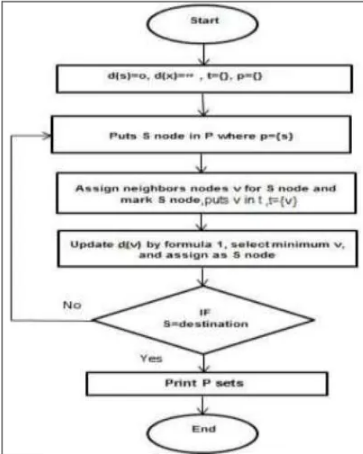 Start
d(s)=o, d(x)=∞ , t={}, p={}
Puts S node in P where p={s}
Assign neighbors nodes v for S node and
mark S node,puts v in t ,t={v}
Update d(v) by formula 1, select minimum v,
and assign as S node
No
IF
S=destination
Yes
Print P sets
End